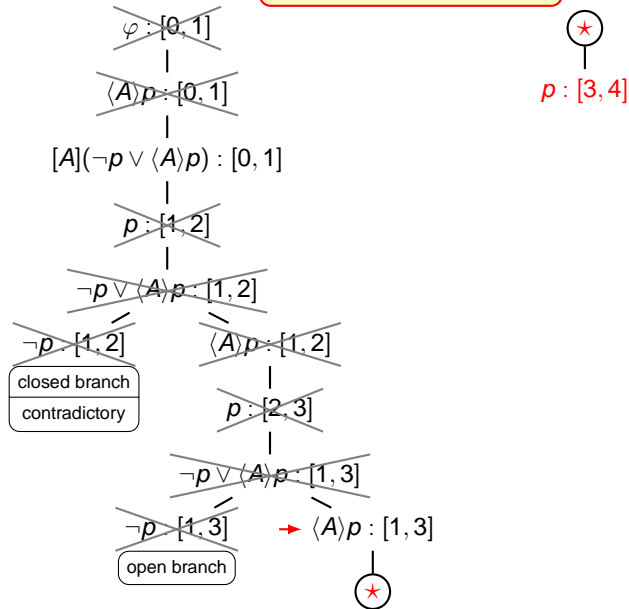 φ : [0, 1]
⋆
⟨A⟩p : [0, 1]
p : [3, 4]
[A](¬p ∨ ⟨A⟩p) : [0, 1]
p : [1, 2]
¬p ∨ ⟨A⟩p : [1, 2]
¬p : [1, 2]
⟨A⟩p : [1, 2]
closed branch
contradictory
p : [2, 3]
¬p ∨ ⟨A⟩p : [1, 3]
¬p : [1, 3]
⟨A⟩p : [1, 3]
open branch
⋆